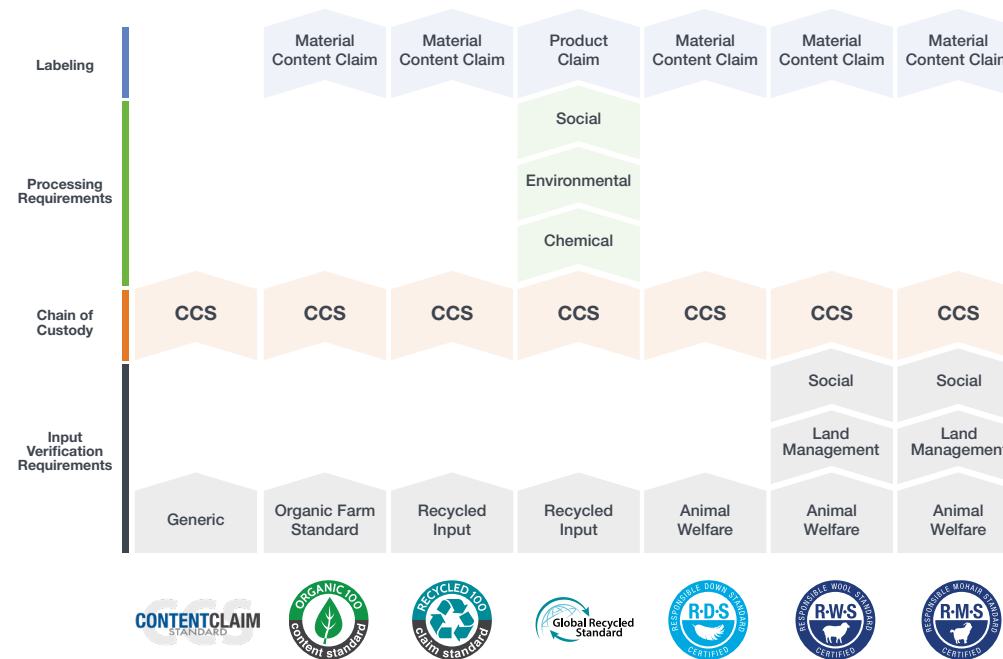 Labeling
Material
Content Claim
Material
Content Claim
Product
Claim
Material
Content Claim
Material
Content Claim
Material
Content Claim
Processing
Requirements
Social
Environmental
Chemical
Chain of
Custody
CCS
CCS
CCS
CCS
CCS
CCS
CCS
Input
Verification
Requirements
Social
Social
Land
Management
Land
Management
Generic
Organic Farm
Standard
Recycled
Input
Recycled
Input
Animal
Welfare
Animal
Welfare
Animal
Welfare
CCS
CONTENTCLAIM
STANDARD
ORGANIC 100
content standard
RECYCLED 100
claim standard
Global Recycled
Standard
RESPONSIBLE DOWN STANDARD
R·D·S
CERTIFIED
RESPONSIBLE WOOL STANDARD
R·W·S
CERTIFIED
RESPONSIBLE MOHAIR STANDARD
R·M·S
CERTIFIED